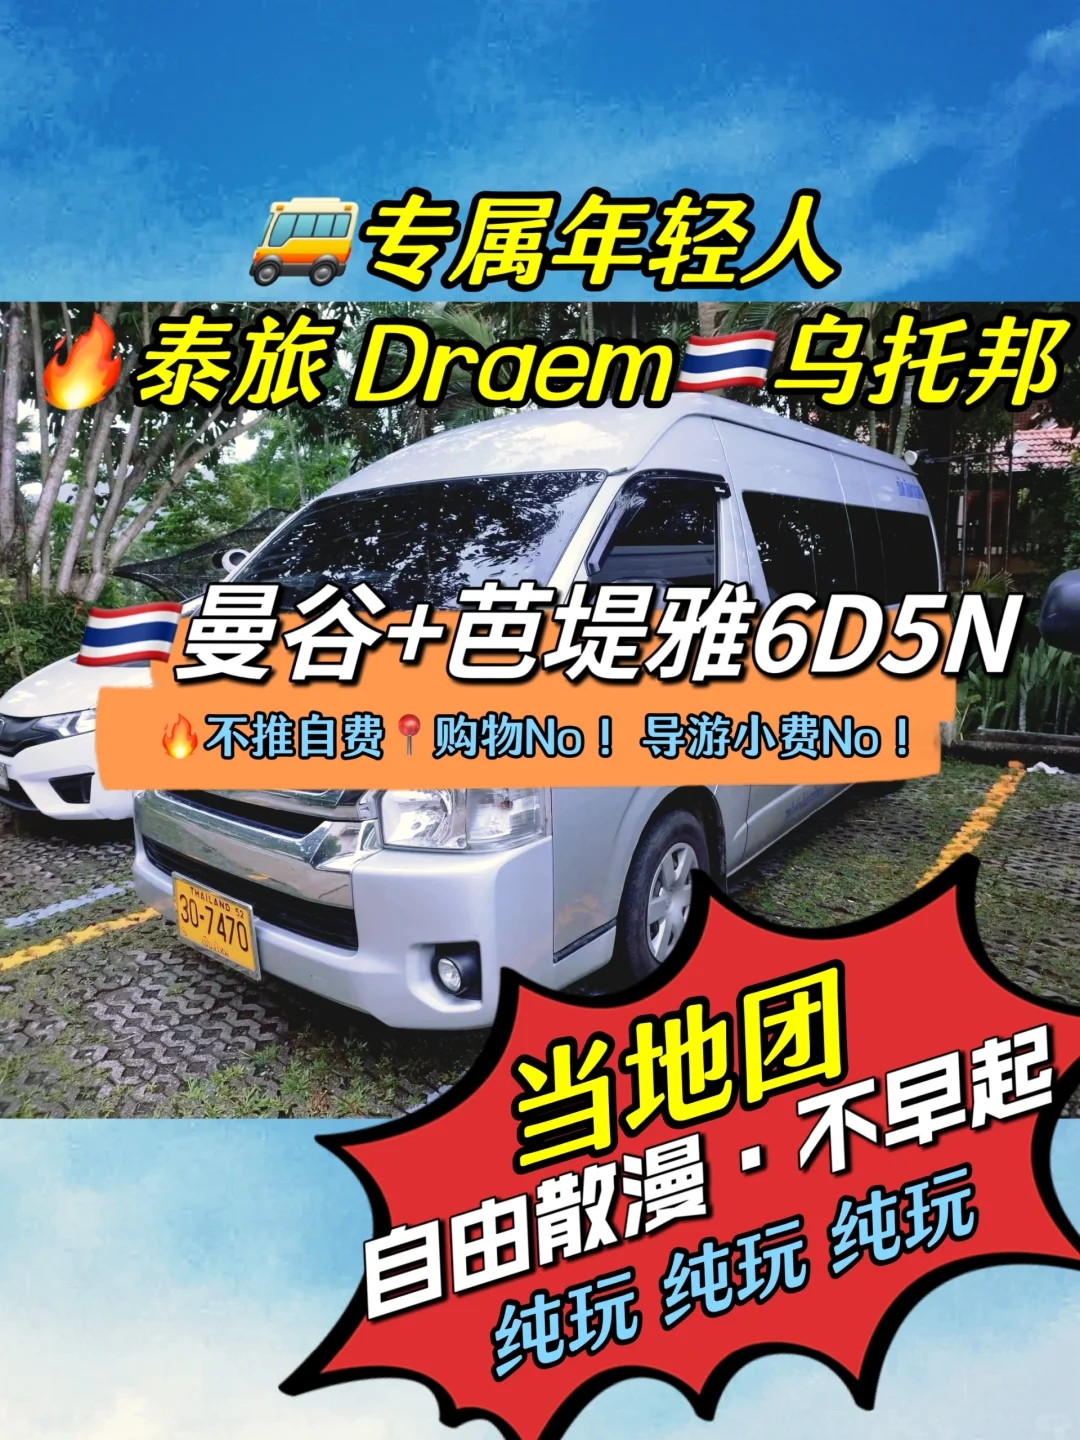 专属年轻人
泰旅 Draem 乌托邦
曼谷+芭堤雅6D5N
不推自费 购物No！ 导游小费No！
THAILAND 52
30-7470
当地团
自由散漫·不早起
纯玩 纯玩 纯玩